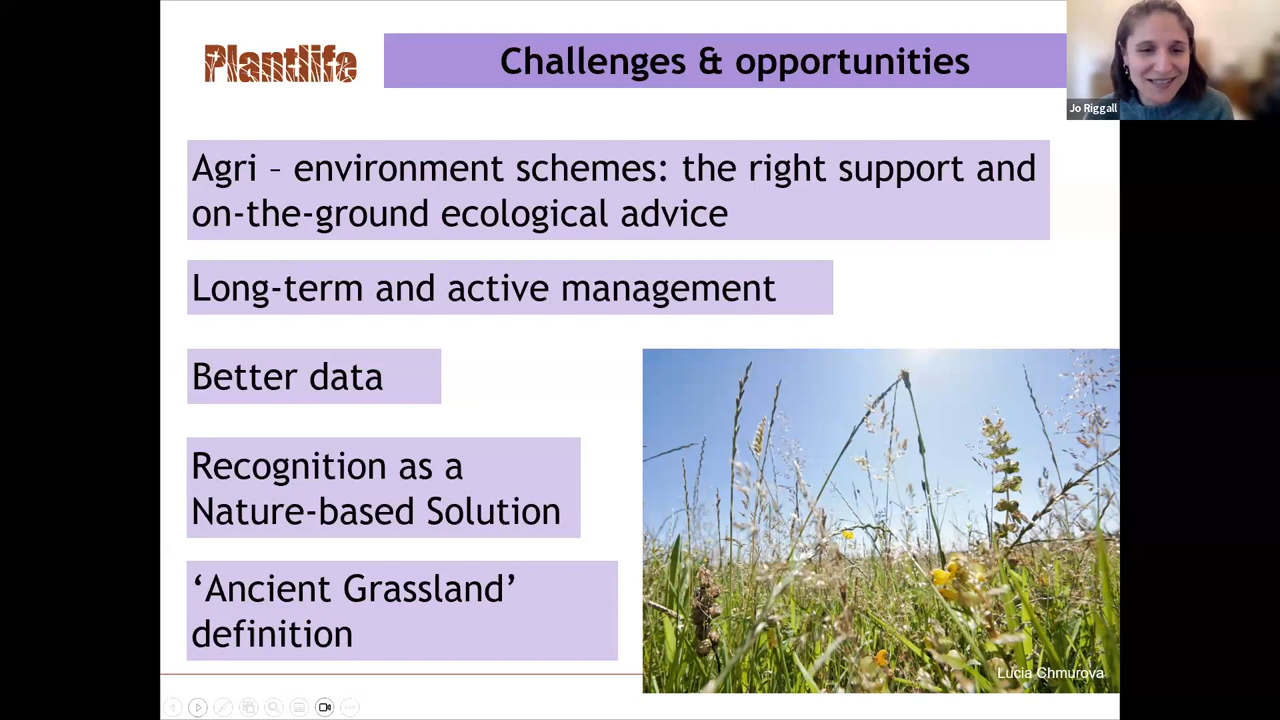 Plantlife
Challenges & opportunities
Jo Riggall
Agri – environment schemes: the right support and
on-the-ground ecological advice
Long-term and active management
Better data
Recognition as a
Nature-based Solution
‘Ancient Grassland’
definition
Lucia Chmurova